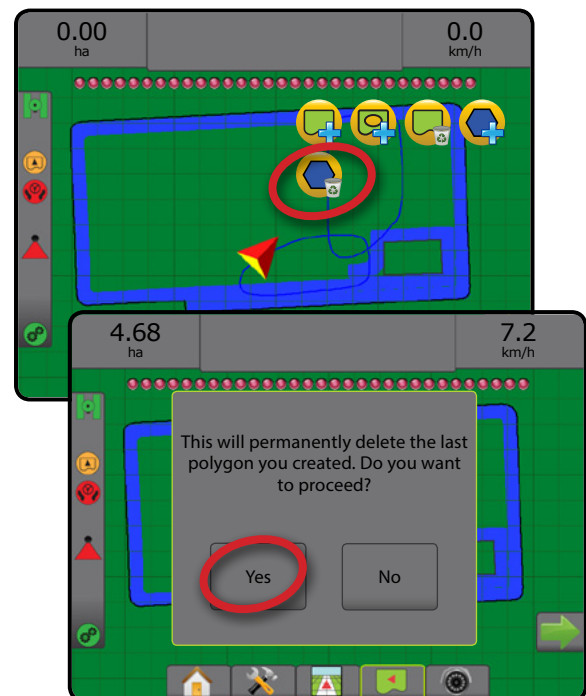 0.00
ha
0.0
km/h
4.68
ha
7.2
km/h
This will permanently delete the last
polygon you created. Do you want
to proceed?
Yes
No